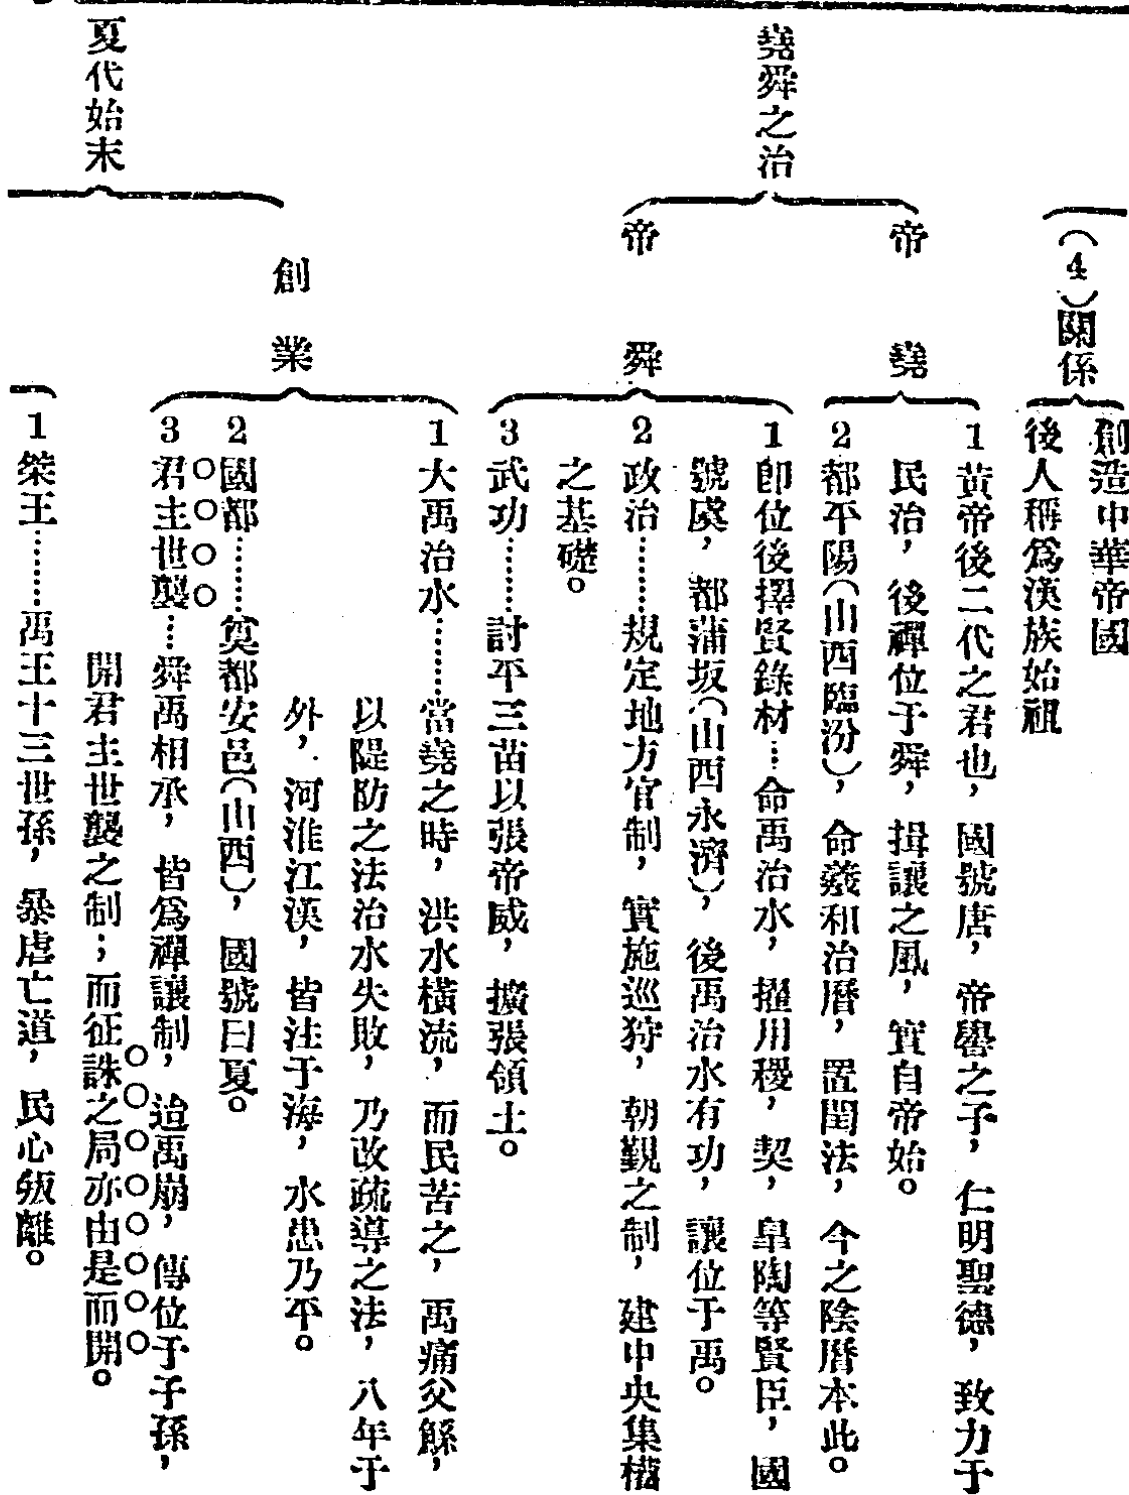 （4）關係
創造中華帝國
後人稱爲漢族始祖
堯舜之治
帝堯
1 黃帝後二代之君也，國號唐，帝嚳之子，仁明聖德，致力于
民治，後禪位于舜，揖讓之風，實自帝始。
2 都平陽（山西臨汾），命羲和治曆，置閏法，今之陰曆本此。
帝舜
1 卽位後擇賢錄材…命禹治水，擢用稷，契，皐陶等賢臣，國
號虞，都蒲坂（山西永濟），後禹治水有功，讓位于禹。
2 政治………規定地方官制，實施巡狩，朝覲之制，建中央集權
之基礎。
3 武功………討平三苗以張帝威，擴張領土。
夏代始末
創業
1 大禹治水………當堯之時，洪水橫流，而民苦之，禹痛父鯀，
以隄防之法治水失敗，乃改疏導之法，八年于
外，河淮江漢，皆注于海，水患乃平。
2 國都………奠都安邑（山西），國號曰夏。
3 君主世襲…舜禹相承，皆爲禪讓制，迨禹崩，傳位于子孫，
開君主世襲之制；而征誅之局亦由是而開。
1 桀王………禹王十三世孫，暴虐亡道，民心叛離。